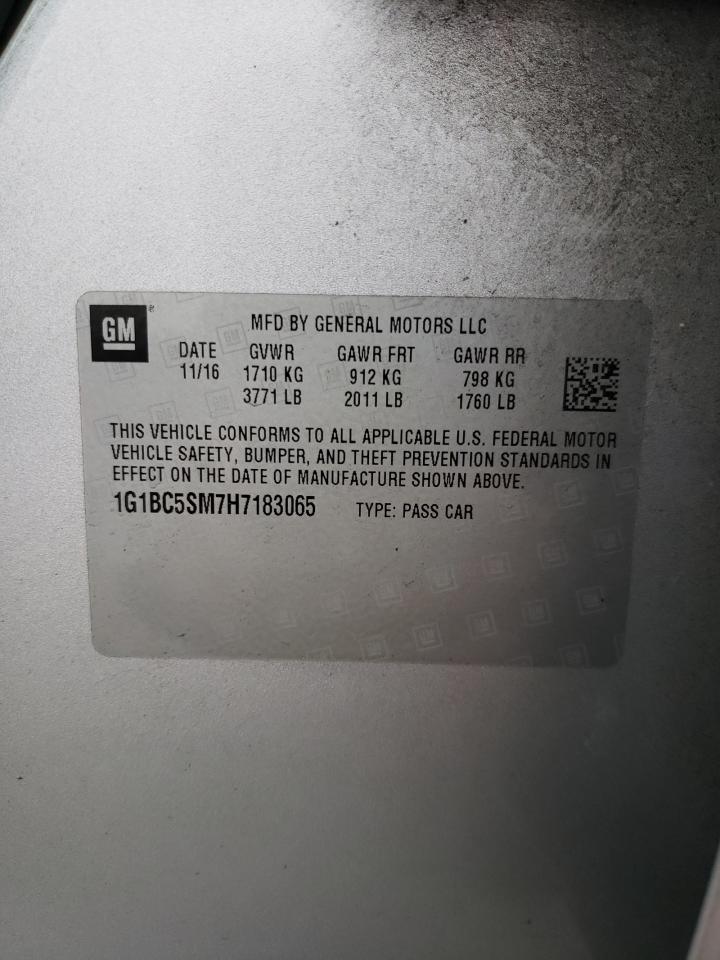 GM
MFD BY GENERAL MOTORS LLC
DATE GVWR GAWR FRT GAWR RR
11/16 1710 KG 912 KG 798 KG
3771 LB 2011 LB 1760 LB
THIS VEHICLE CONFORMS TO ALL APPLICABLE U.S. FEDERAL MOTOR
VEHICLE SAFETY, BUMPER, AND THEFT PREVENTION STANDARDS IN
EFFECT ON THE DATE OF MANUFACTURE SHOWN ABOVE.
1G1BC5SM7H7183065 TYPE: PASS CAR